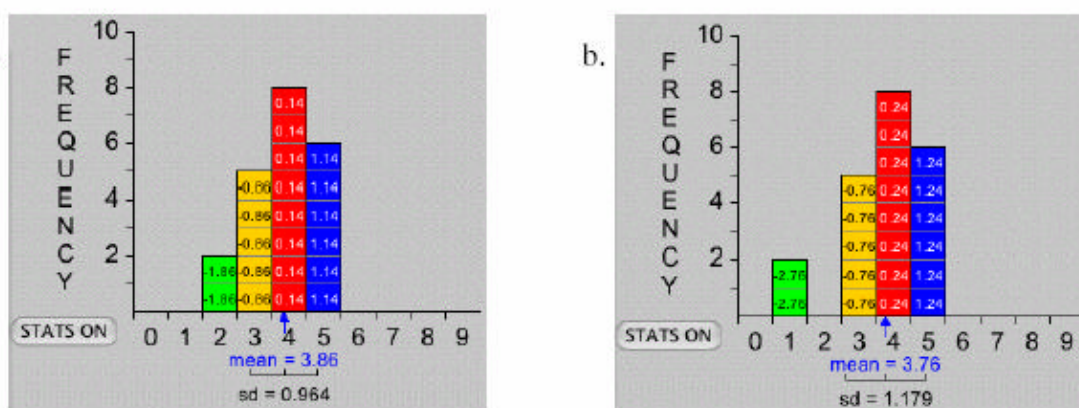 10
8
6
4
2
FREQUENCY
0.14
0.14
0.14 1.14
-0.86 0.14 1.14
-0.86 0.14 1.14
-0.86 0.14 1.14
-1.86 -0.86 0.14 1.14
-1.86 -0.86 0.14 1.14
STATS ON 0 1 2 3 4 5 6 7 8 9
mean = 3.86
sd = 0.964
b.
10
8
6
4
2
FREQUENCY
0.24
0.24
0.24 1.24
-0.76 0.24 1.24
-0.76 0.24 1.24
-0.76 0.24 1.24
-2.76 -0.76 0.24 1.24
-2.76 -0.76 0.24 1.24
STATS ON 0 1 2 3 4 5 6 7 8 9
mean = 3.76
sd = 1.179